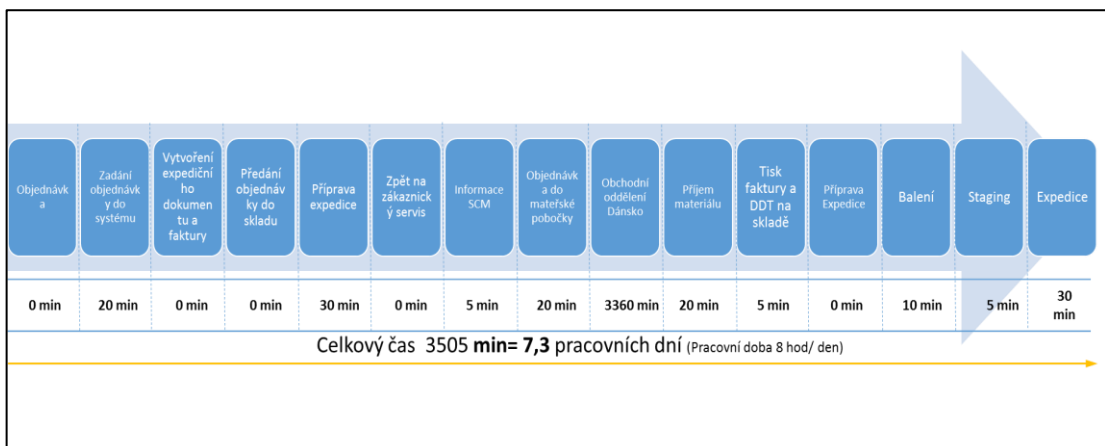 Objednávk
a
Zadání
objednávk
y do
systému
Vytvoření
expediční
ho
dokumen
tu a
faktury
Předání
objednáv
ky do
skladu
Příprava
expedice
Zpět na
zákaznick
ý servis
Informace
SCM
Objednávk
a do
mateřské
pobočky
Obchodní
oddělení
Dánsko
Příjem
materiálu
Tisk
faktury a
DDT na
skladě
Příprava
Expedice
Balení
Staging
Expedice
0 min
20 min
0 min
0 min
30 min
0 min
5 min
20 min
3360 min
20 min
5 min
0 min
10 min
5 min
30
min
Celkový čas 3505 min= 7,3 pracovních dní (Pracovní doba 8 hod/ den)